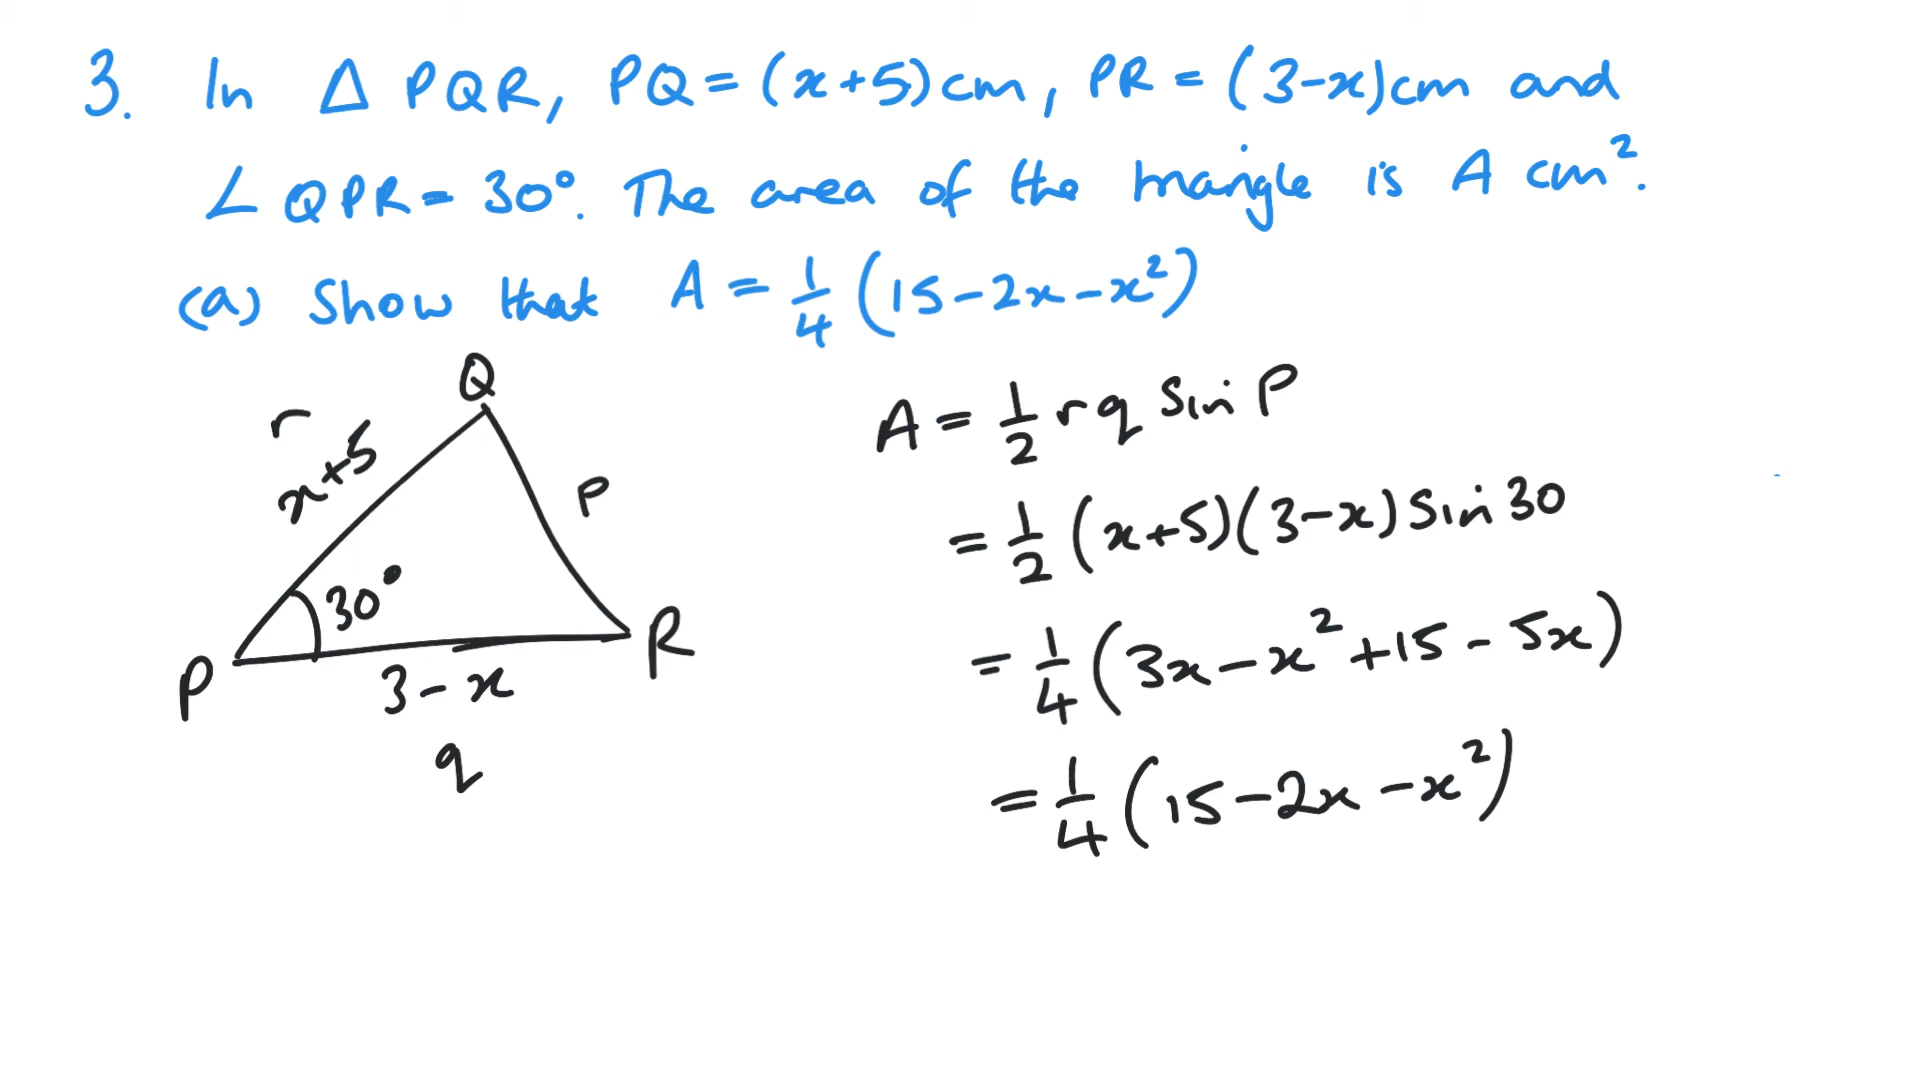 3. In △ PQR, PQ = (x+5)cm, PR = (3-x)cm and
∠QPR = 30°. The area of the triangle is A cm².
(a) Show that A = 1/4 (15-2x-x²)
Q
r
x+5
P
30°
P
R
3-x
q
A = 1/2 rq sin P
= 1/2 (x+5)(3-x) sin 30
= 1/4 (3x-x²+15-5x)
= 1/4 (15-2x-x²)